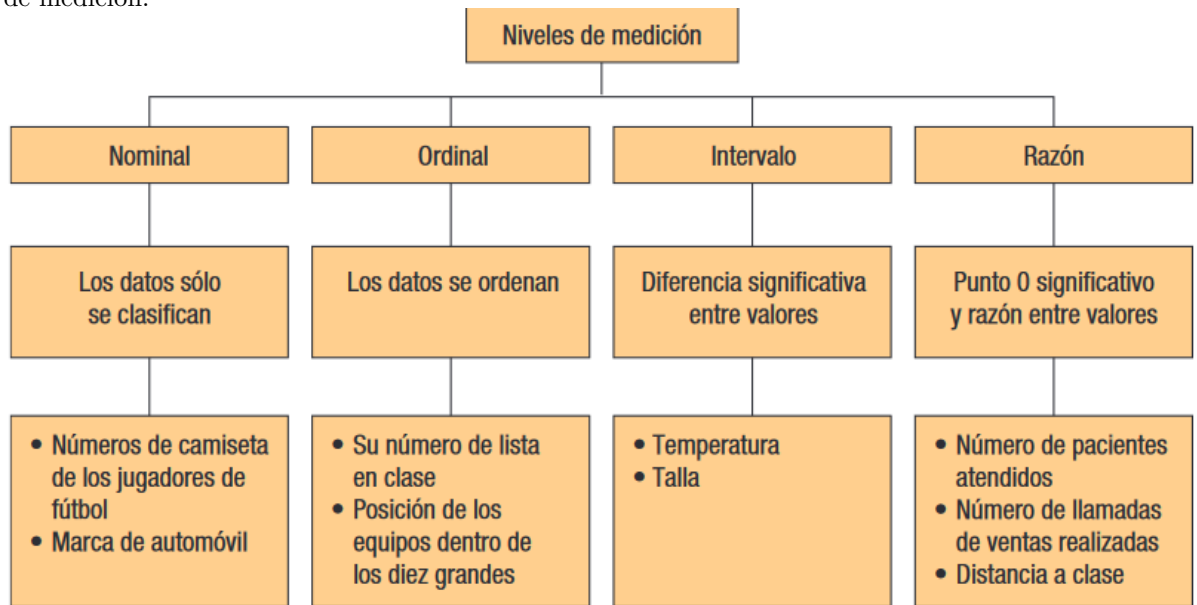 de medición.
Niveles de medición
Nominal
Ordinal
Intervalo
Razón
Los datos sólo
se clasifican
Los datos se ordenan
Diferencia significativa
entre valores
Punto 0 significativo
y razón entre valores
• Números de camiseta
de los jugadores de
fútbol
• Marca de automóvil
• Su número de lista
en clase
• Posición de los
equipos dentro de
los diez grandes
• Temperatura
• Talla
• Número de pacientes
atendidos
• Número de llamadas
de ventas realizadas
• Distancia a clase